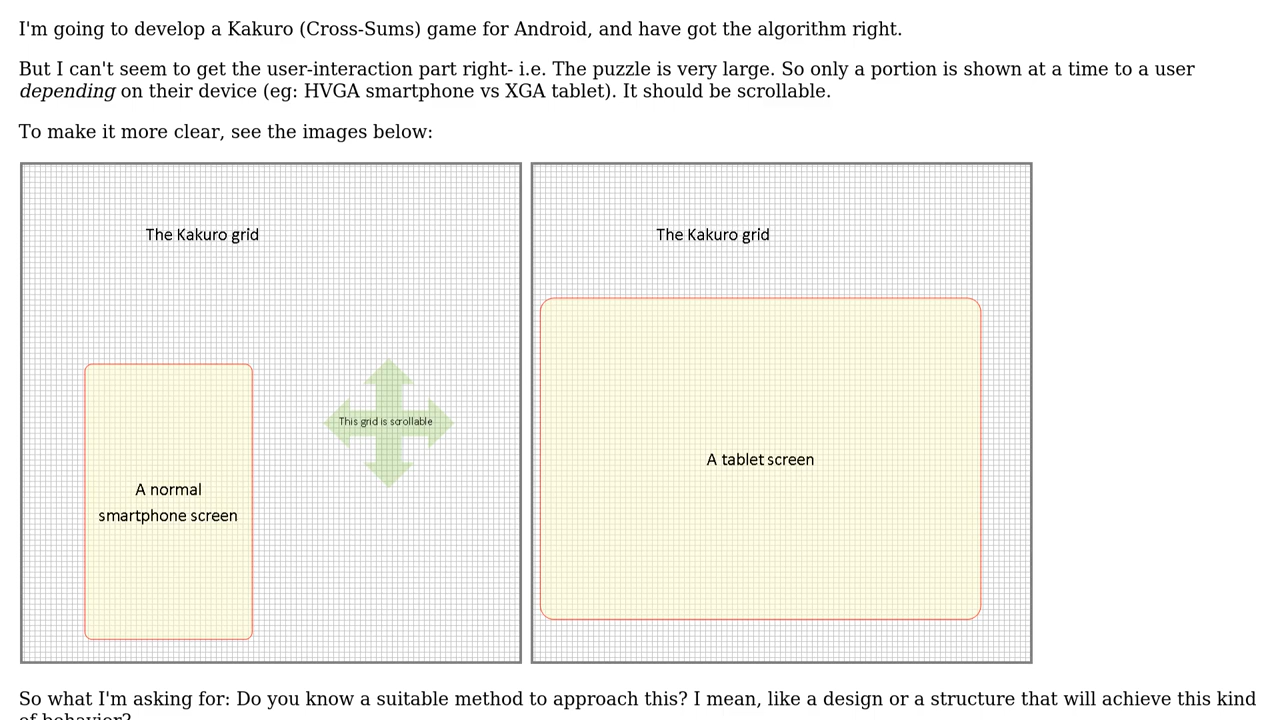 I'm going to develop a Kakuro (Cross-Sums) game for Android, and have got the algorithm right.
But I can't seem to get the user-interaction part right- i.e. The puzzle is very large. So only a portion is shown at a time to a user
depending on their device (eg: HVGA smartphone vs XGA tablet). It should be scrollable.
To make it more clear, see the images below:
The Kakuro grid
This grid is scrollable
A normal
smartphone screen
The Kakuro grid
A tablet screen
So what I'm asking for: Do you know a suitable method to approach this? I mean, like a design or a structure that will achieve this kind
of behavior?